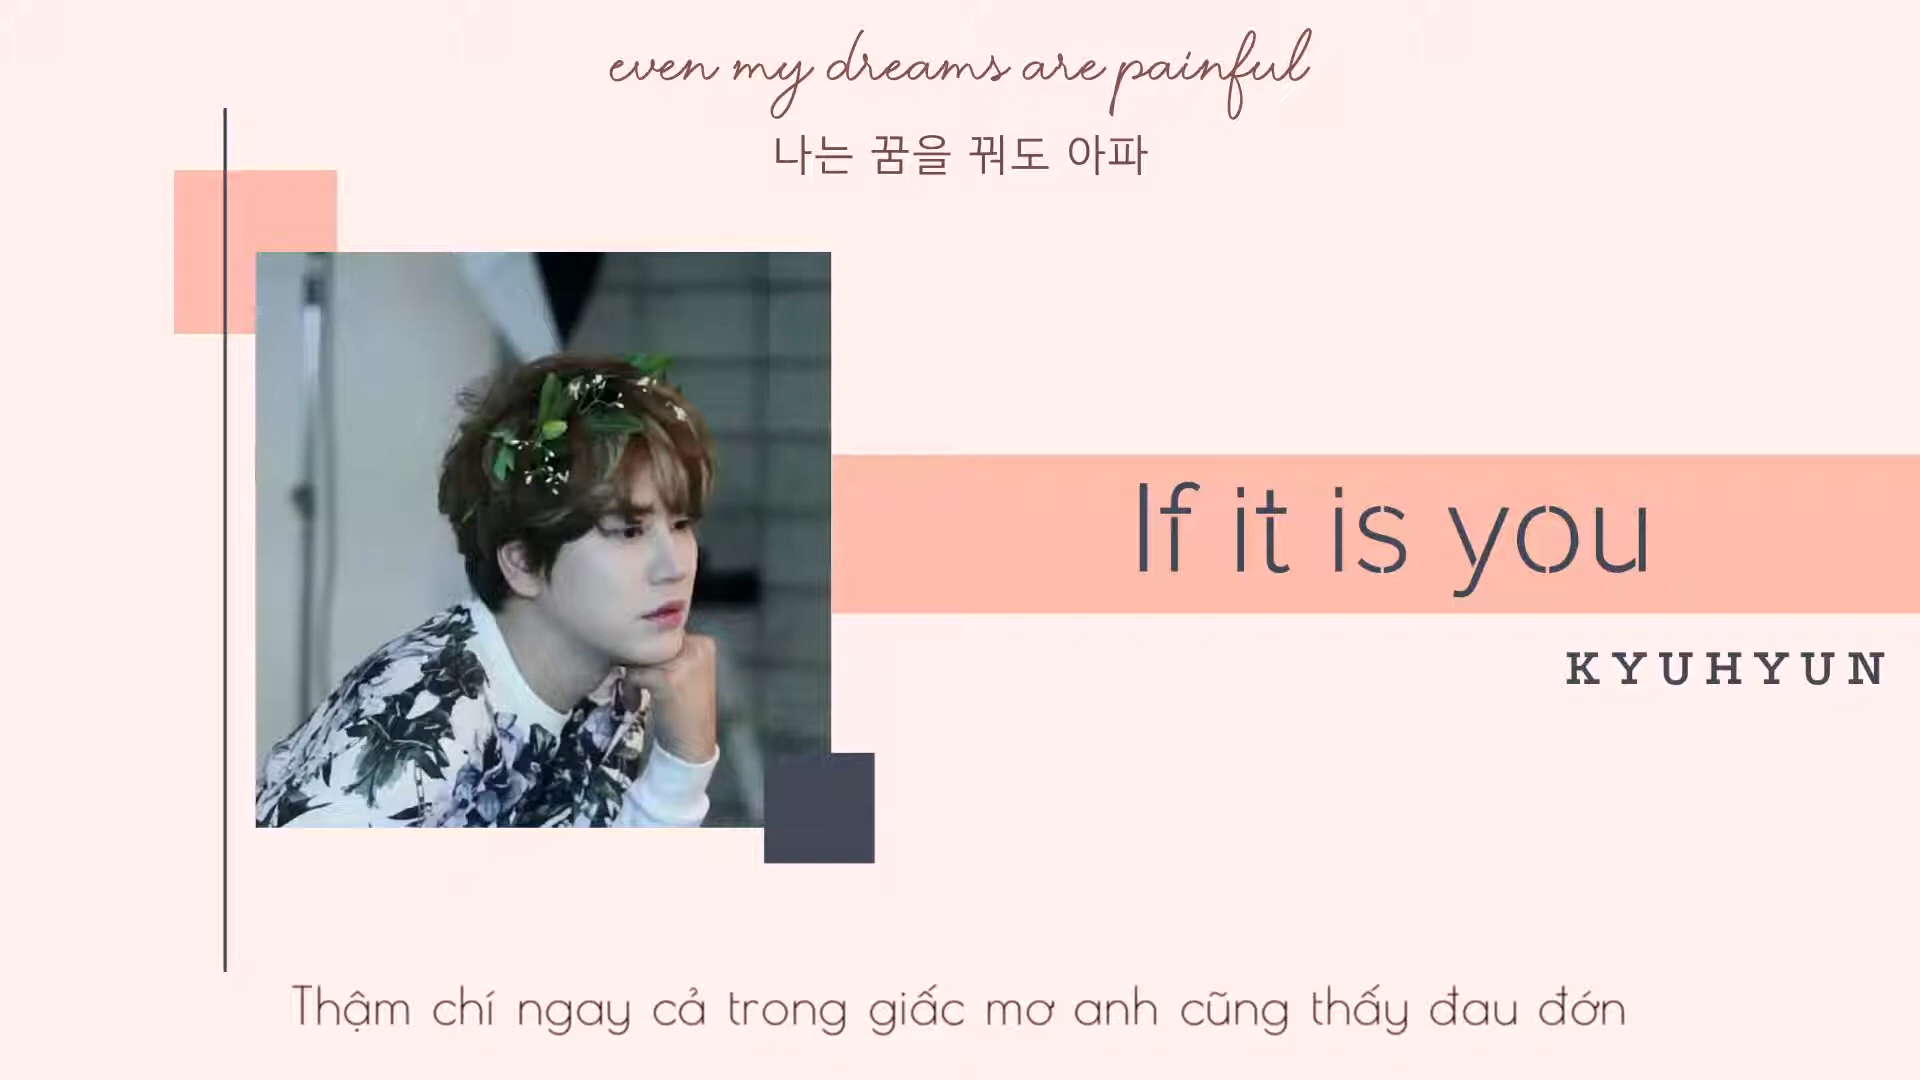 even my dreams are painful
나는 꿈을 꿔도 아파
If it is you
KYUHYUN
Thậm chí ngay cả trong giấc mơ anh cũng thấy đau đớn